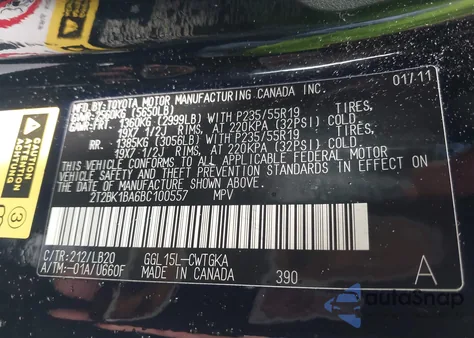 MFD. BY:TOYOTA MOTOR MANUFACTURING CANADA INC. 01/11
GVWR: 2560KG (5650LB)
GAWR: FRT. 1360KG (2999LB) WITH P235/55R19 TIRES,
19X7 1/2J RIMS, AT 220KPA (32PSI) COLD.
1385KG (3056LB) WITH P235/55R19 TIRES,
19X7 1/2J RIMS, AT 220KPA (32PSI) COLD.
THIS VEHICLE CONFORMS TO ALL APPLICABLE FEDERAL MOTOR
VEHICLE SAFETY AND THEFT PREVENTION STANDARDS IN EFFECT
ON THE DATE OF MANUFACTURE SHOWN ABOVE.
2T2BK1BA6BC100557 MPV
C/TR:212/LB20 GGL15L-CWTGKA
A/TM:-01A/U660F MADE IN CANADA 390 A
CAUTION
autoSnap